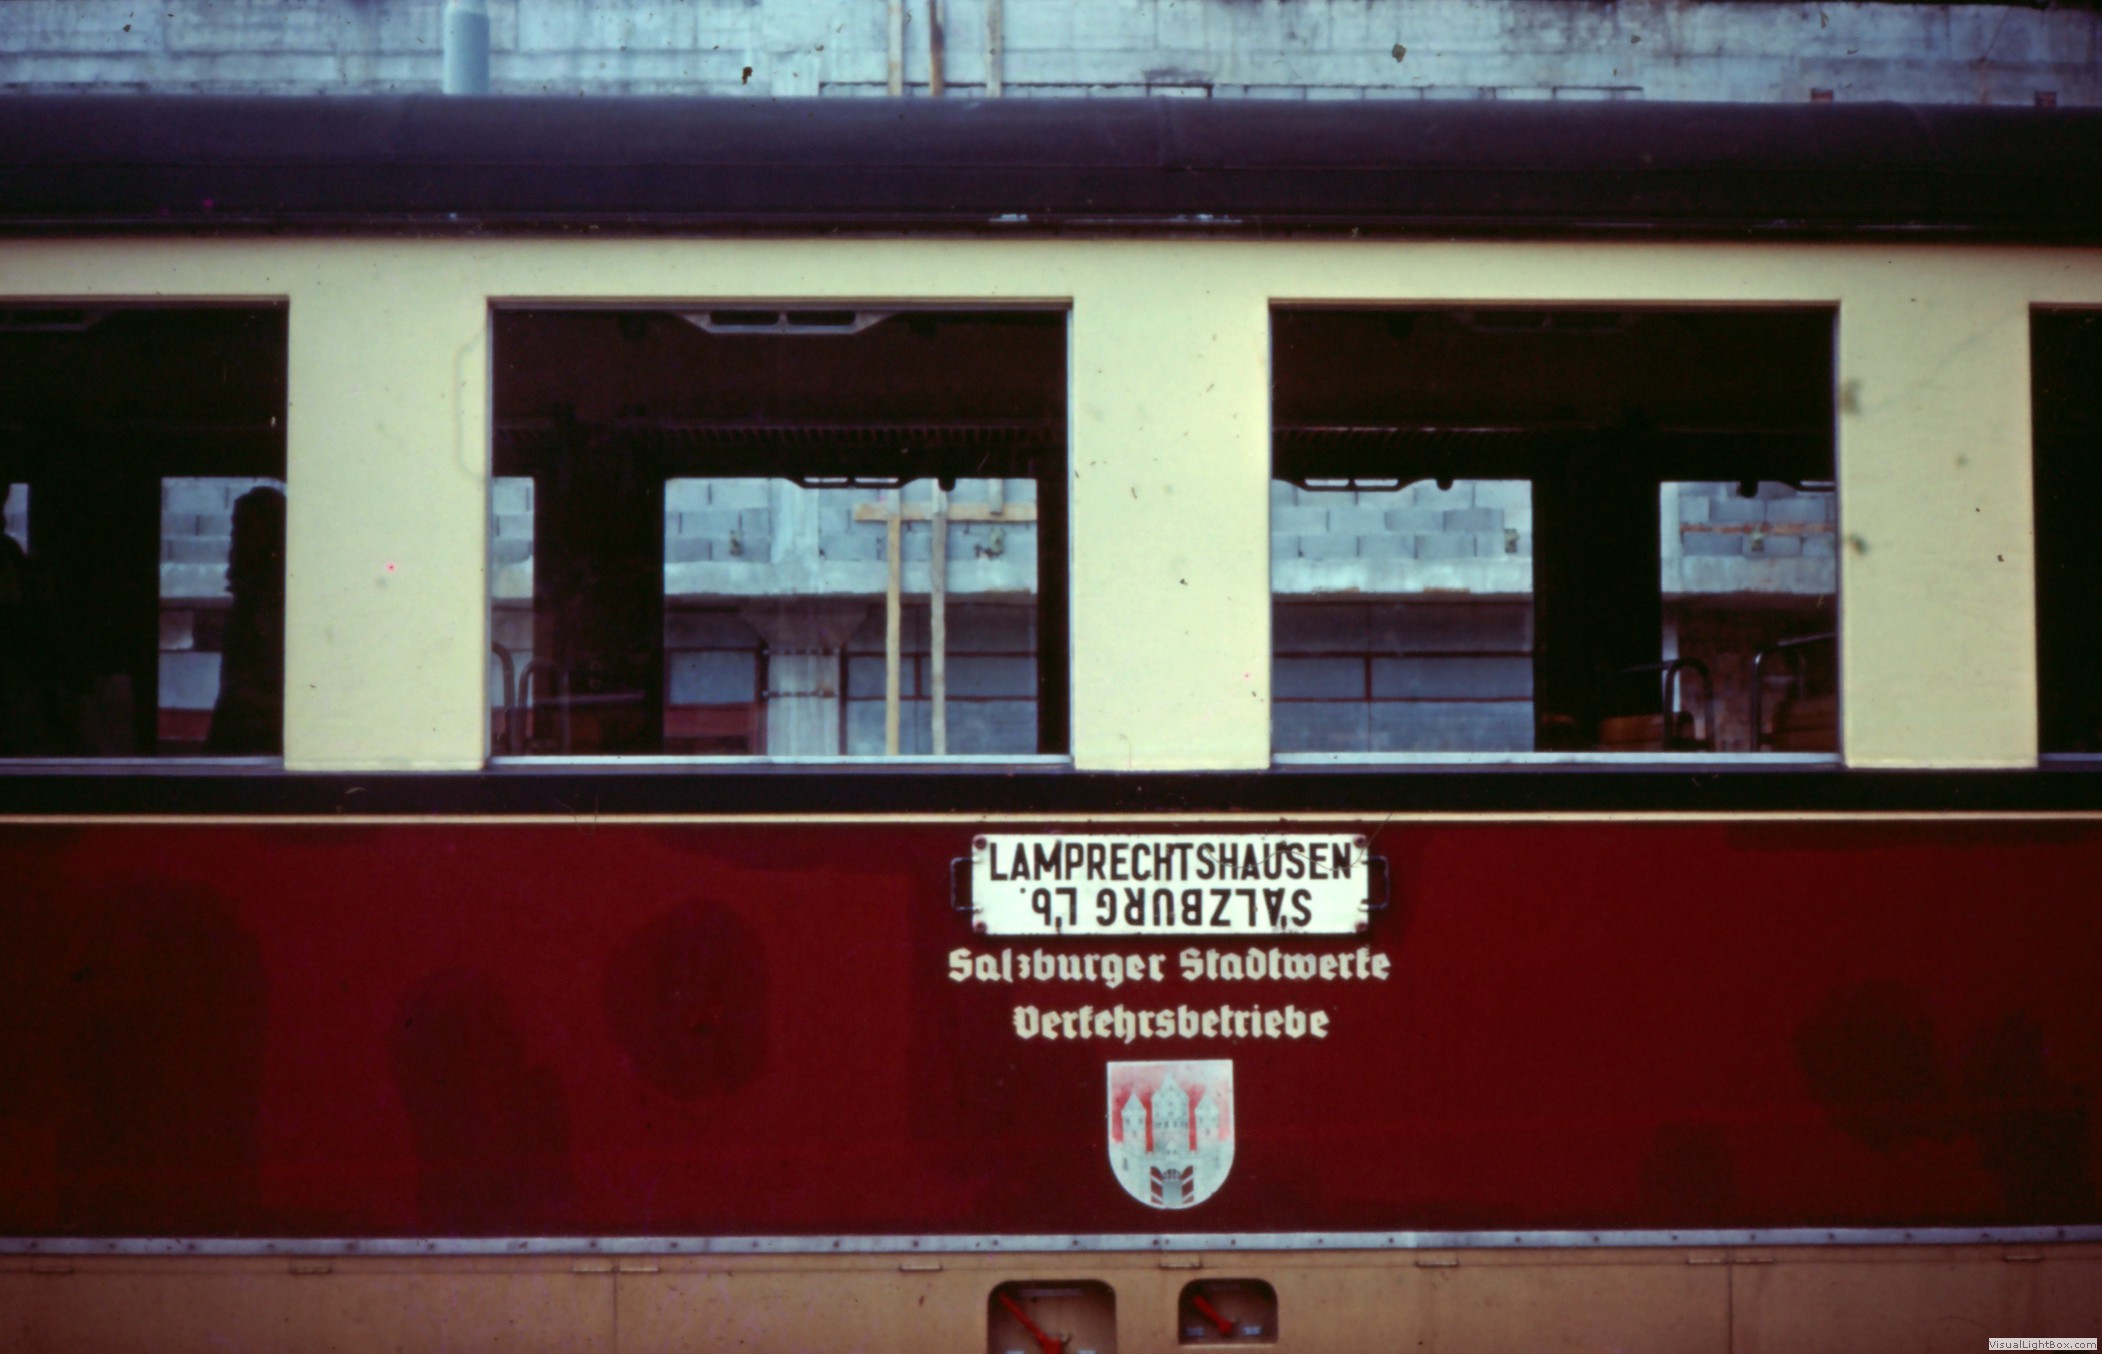 LAMPRECHTSHAUSEN
SALZBURG L.b.
Salzburger Stadtwerke
Verkehrsbetriebe
VisualLightBox.com